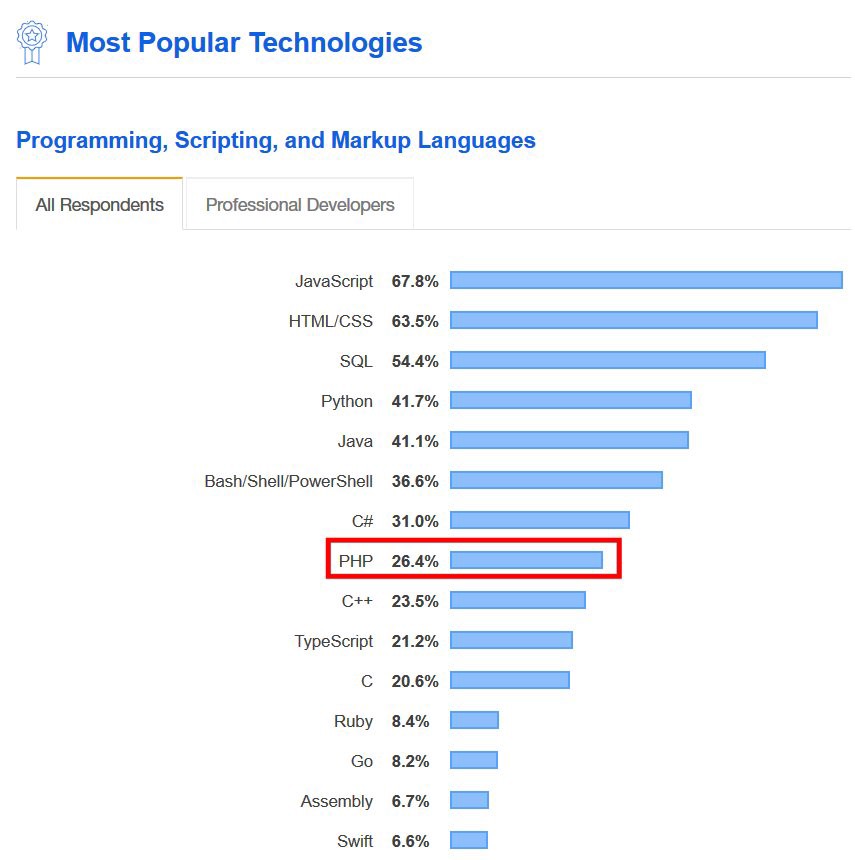 Most Popular Technologies
Programming, Scripting, and Markup Languages
All Respondents Professional Developers
JavaScript 67.8%
HTML/CSS 63.5%
SQL 54.4%
Python 41.7%
Java 41.1%
Bash/Shell/PowerShell 36.6%
C# 31.0%
PHP 26.4%
C++ 23.5%
TypeScript 21.2%
C 20.6%
Ruby 8.4%
Go 8.2%
Assembly 6.7%
Swift 6.6%